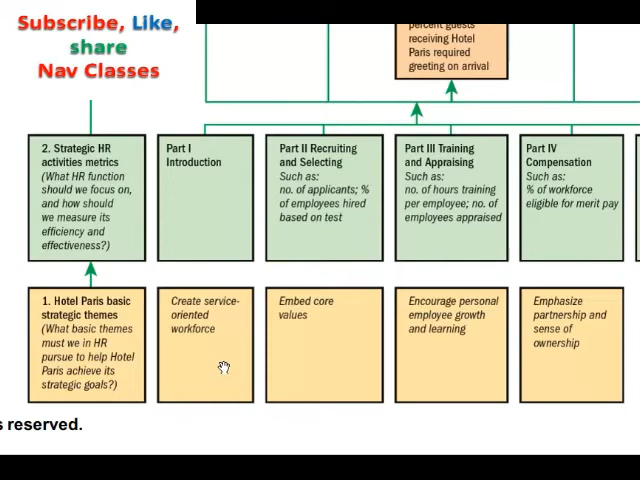 Subscribe, Like,
share
Nav Classes
percent guests
receiving Hotel
Paris required
greeting on arrival
2. Strategic HR
activities metrics
(What HR function
should we focus on,
and how should
we measure its
efficiency and
effectiveness?)
Part I
Introduction
Part II Recruiting
and Selecting
Such as:
no. of applicants; %
of employees hired
based on test
Part III Training
and Appraising
Such as:
no. of hours training
per employee; no. of
employees appraised
Part IV
Compensation
Such as:
% of workforce
eligible for merit pay
1. Hotel Paris basic
strategic themes
(What basic themes
must we in HR
pursue to help Hotel
Paris achieve its
strategic goals?)
Create service-
oriented
workforce
Embed core
values
Encourage personal
employee growth
and learning
Emphasize
partnership and
sense of
ownership
s reserved.